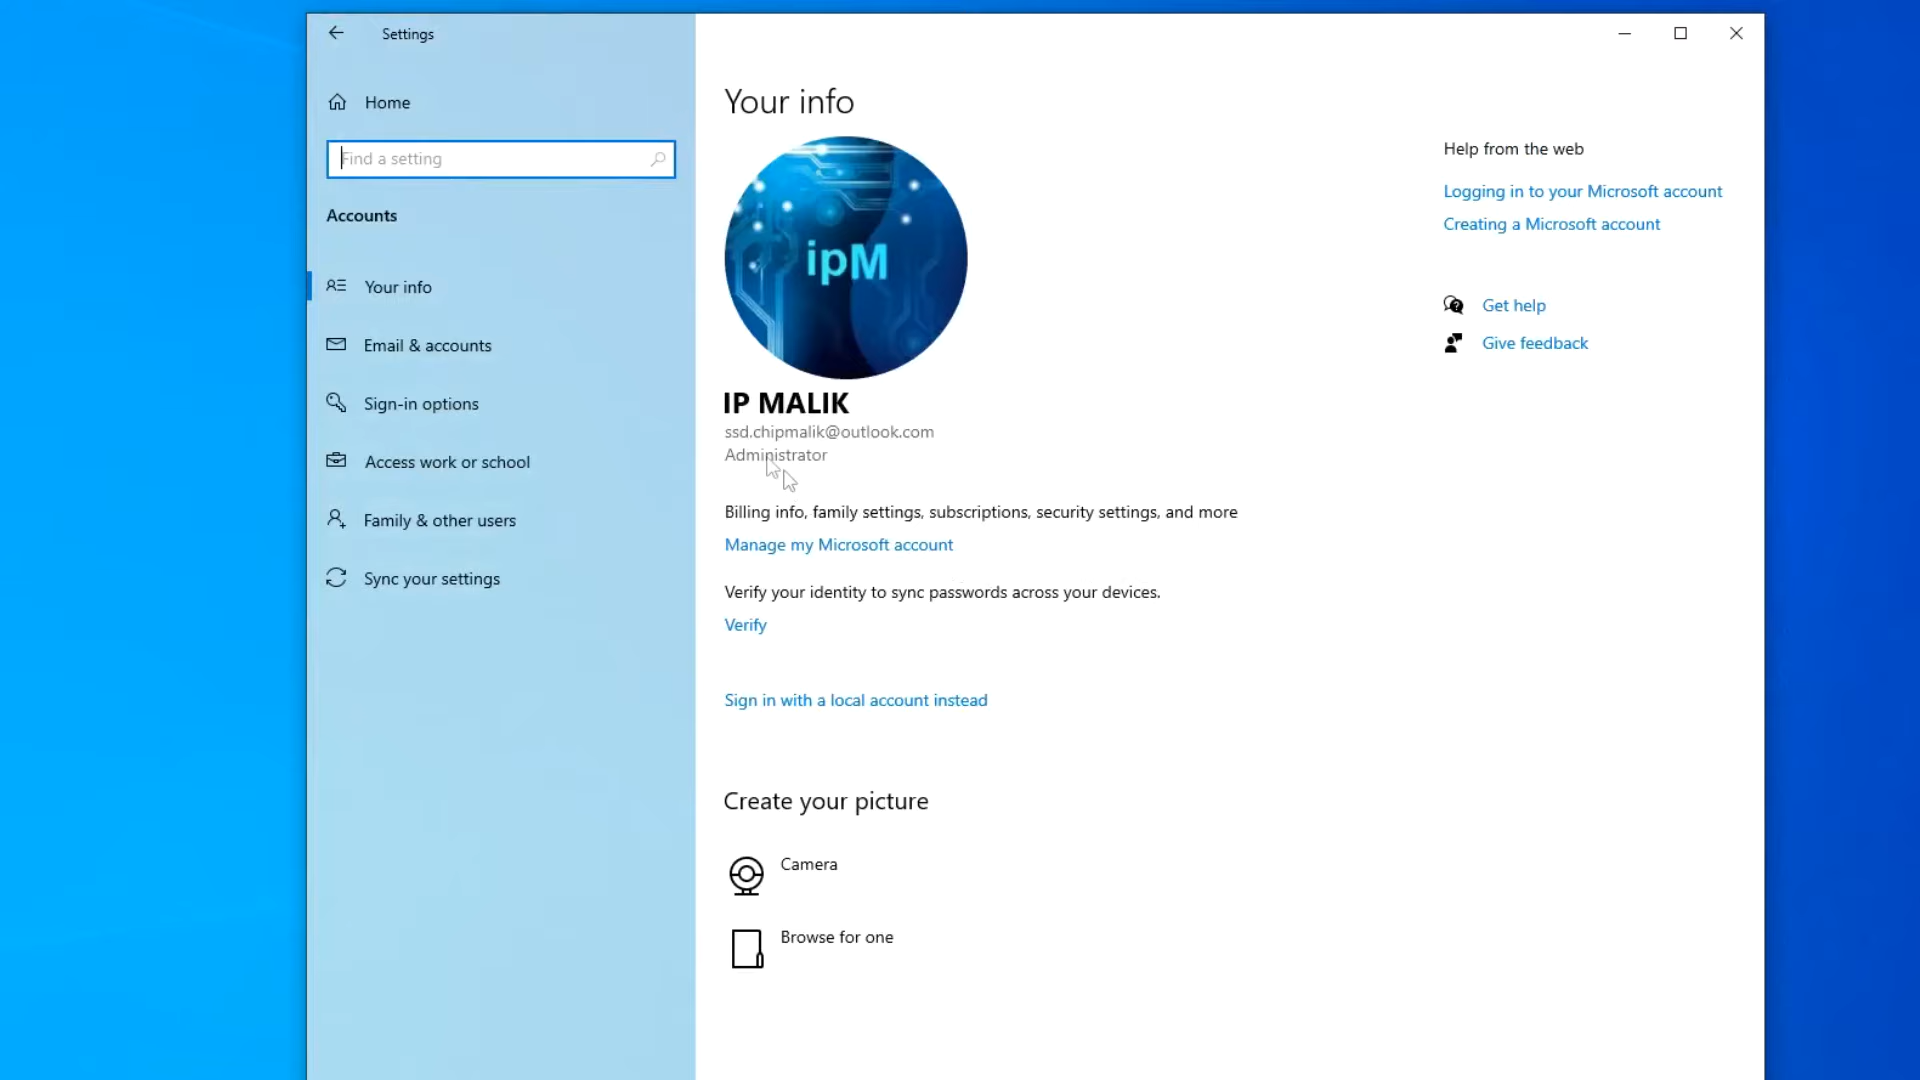 Settings
Home
Find a setting
Accounts
Your info
Email & accounts
Sign-in options
Access work or school
Family & other users
Sync your settings
Your info
ipM
IP MALIK
ssd.chipmalik@outlook.com
Administrator
Billing info, family settings, subscriptions, security settings, and more
Manage my Microsoft account
Verify your identity to sync passwords across your devices.
Verify
Sign in with a local account instead
Create your picture
Camera
Browse for one
Help from the web
Logging in to your Microsoft account
Creating a Microsoft account
Get help
Give feedback